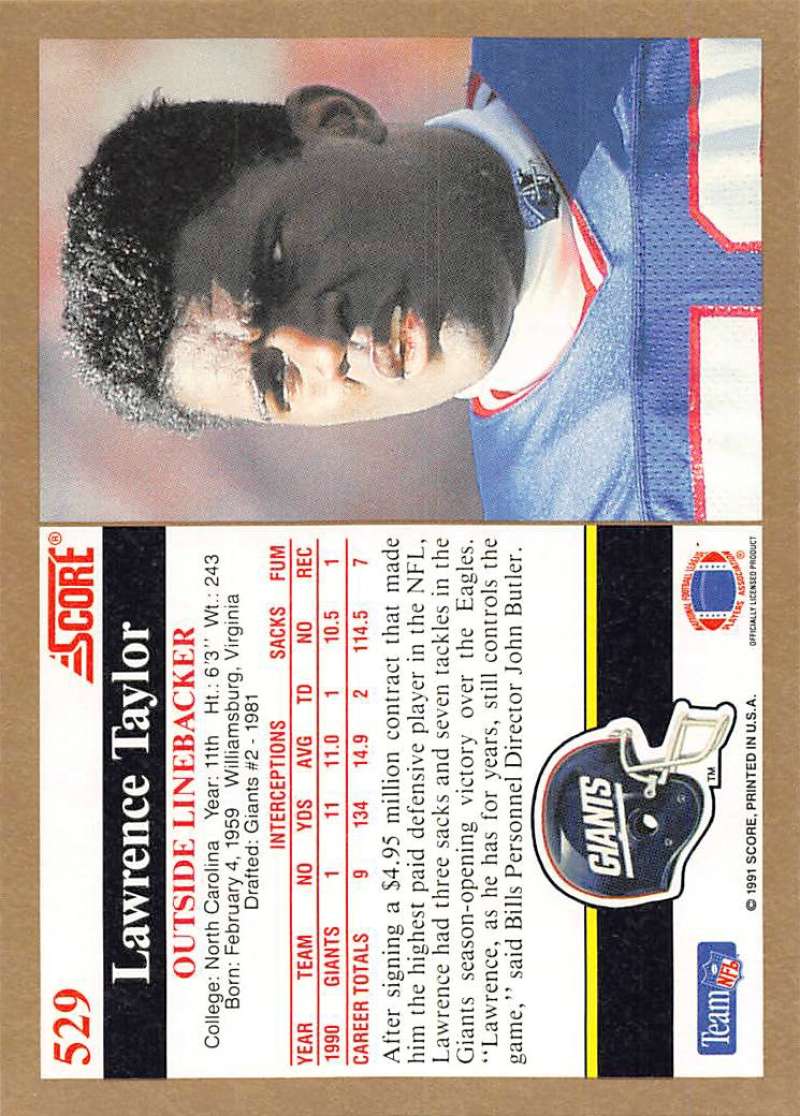 529
SCORE®
Lawrence Taylor
OUTSIDE LINEBACKER
College: North Carolina Year: 11th Ht.: 6'3" Wt.: 243
Born: February 4, 1959 Williamsburg, Virginia
Drafted: Giants #2 - 1981
INTERCEPTIONS SACKS FUM
YEAR TEAM NO YDS AVG TD NO REC
1990 GIANTS 1 11 11.0 1 10.5 1
CAREER TOTALS 9 134 14.9 2 114.5 7
After signing a $4.95 million contract that made
him the highest paid defensive player in the NFL,
Lawrence had three sacks and seven tackles in the
Giants season-opening victory over the Eagles.
“Lawrence, as he has for years, still controls the
game,” said Bills Personnel Director John Butler.
GIANTS
TM
Team NFL
© 1991 SCORE, PRINTED IN U.S.A.
NATIONAL FOOTBALL LEAGUE
PLAYERS ASSOCIATION
®
OFFICIALLY LICENSED PRODUCT